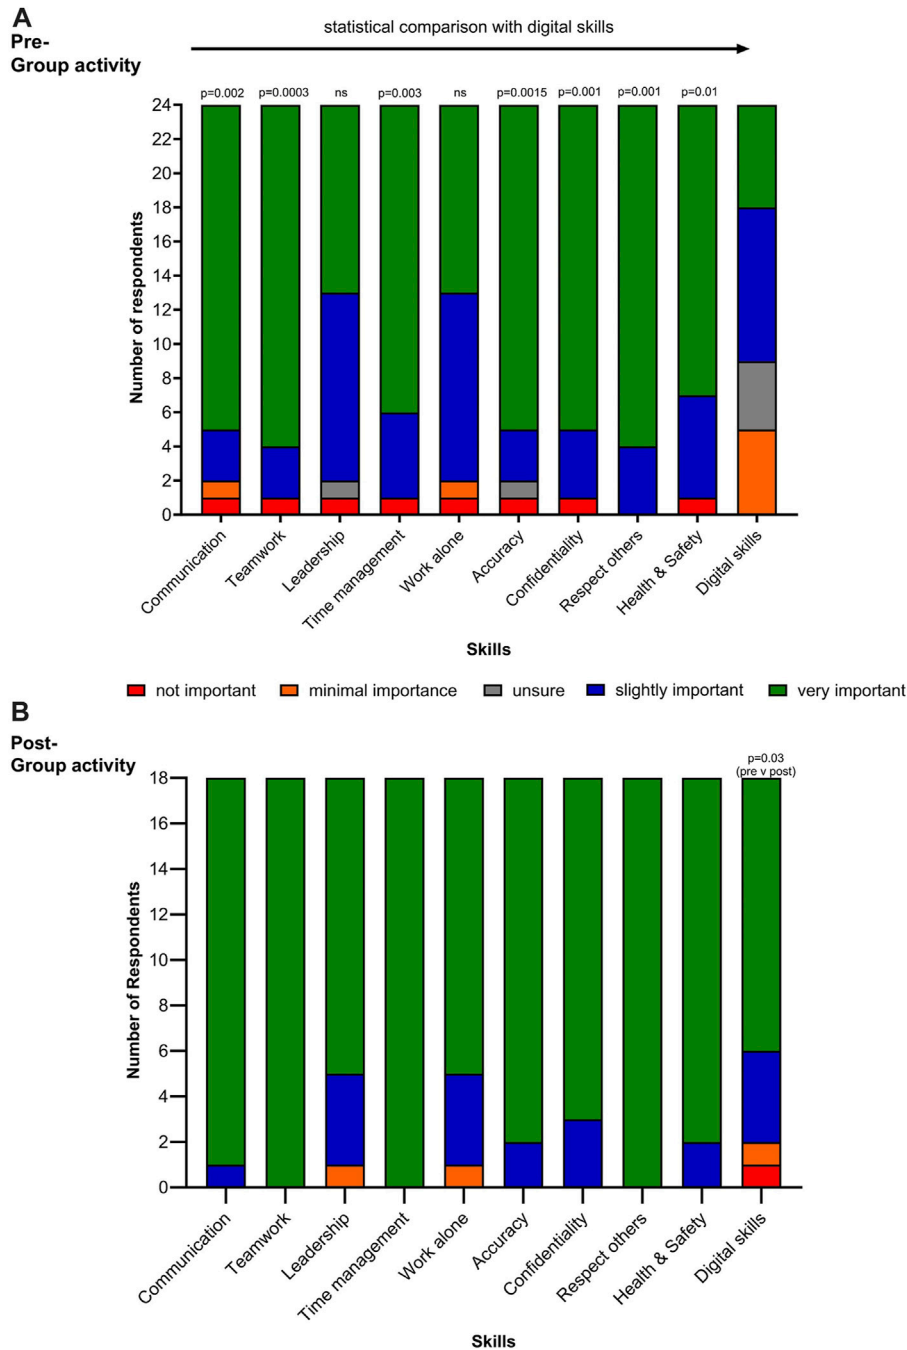 A
Pre-
Group activity
statistical comparison with digital skills
p=0.002 p=0.0003 ns p=0.003 ns p=0.0015 p=0.001 p=0.001 p=0.01
24
22
20
18
16
14
12
10
8
6
4
2
0
Number of respondents
Communication
Teamwork
Leadership
Time management
Work alone
Accuracy
Confidentiality
Respect others
Health & Safety
Digital skills
Skills
not important minimal importance unsure slightly important very important
B
Post-
Group activity
p=0.03
(pre v post)
18
16
14
12
10
8
6
4
2
0
Number of Respondents
Communication
Teamwork
Leadership
Time management
Work alone
Accuracy
Confidentiality
Respect others
Health & Safety
Digital skills
Skills